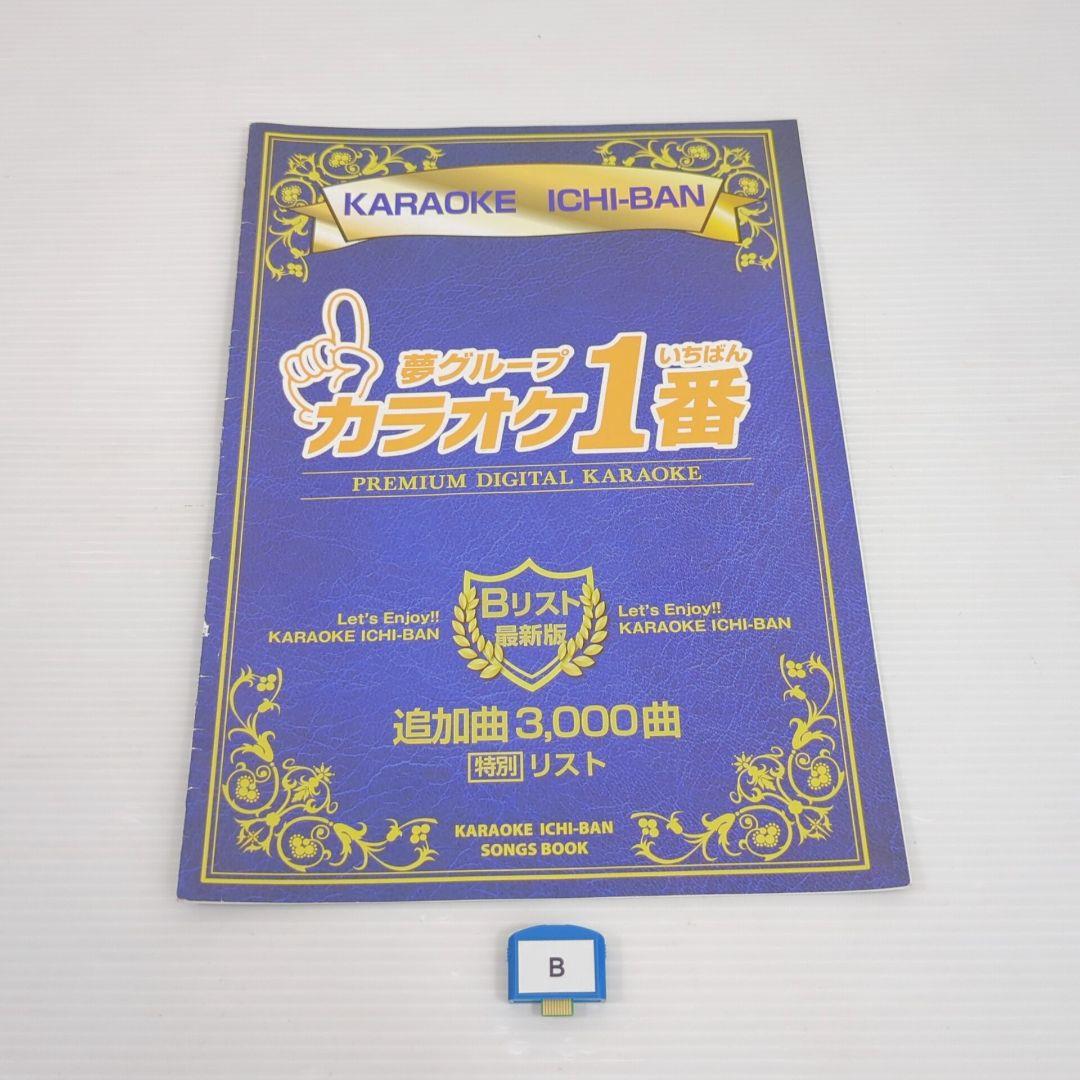 KARAOKE ICHI-BAN
夢グループ
カラオケ1番
いちばん
PREMIUM DIGITAL KARAOKE
Let's Enjoy!!
KARAOKE ICHI-BAN
Bリスト
最新版
Let's Enjoy!!
KARAOKE ICHI-BAN
追加曲3,000曲
特別 リスト
KARAOKE ICHI-BAN
SONGS BOOK
B